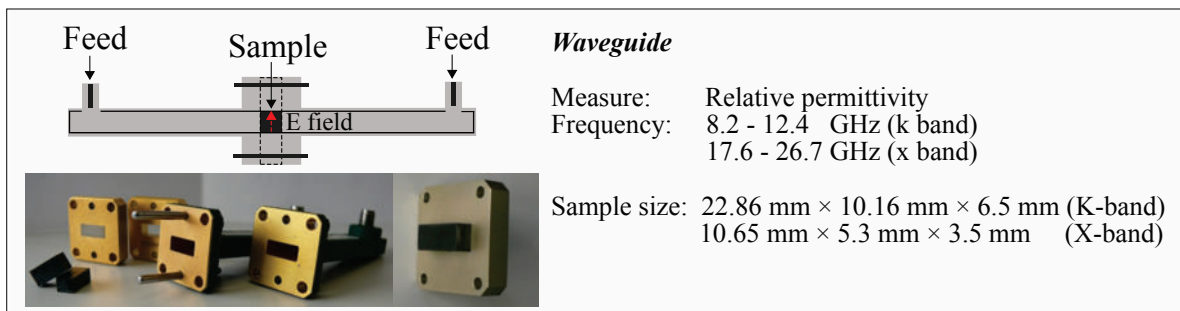 Feed
Sample
Feed
E field
Waveguide
Measure: Relative permittivity
Frequency: 8.2 - 12.4 GHz (k band)
17.6 - 26.7 GHz (x band)
Sample size: 22.86 mm × 10.16 mm × 6.5 mm (K-band)
10.65 mm × 5.3 mm × 3.5 mm (X-band)